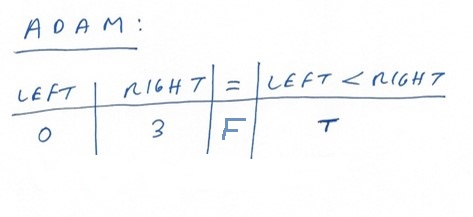 ADAM:
LEFT RIGHT = LEFT < RIGHT
0 3 F T